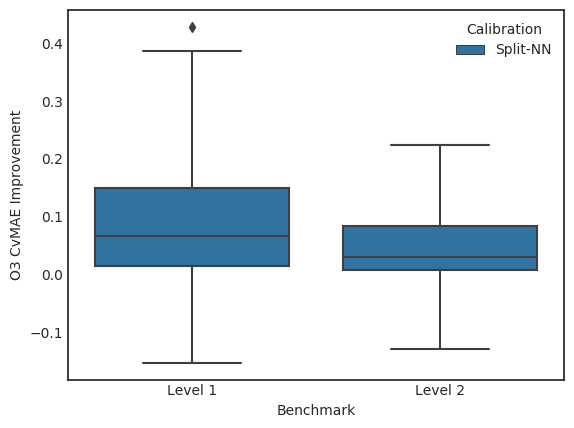 Calibration
Split-NN
O3 CvMAE Improvement
0.4
0.3
0.2
0.1
0.0
−0.1
Level 1
Level 2
Benchmark